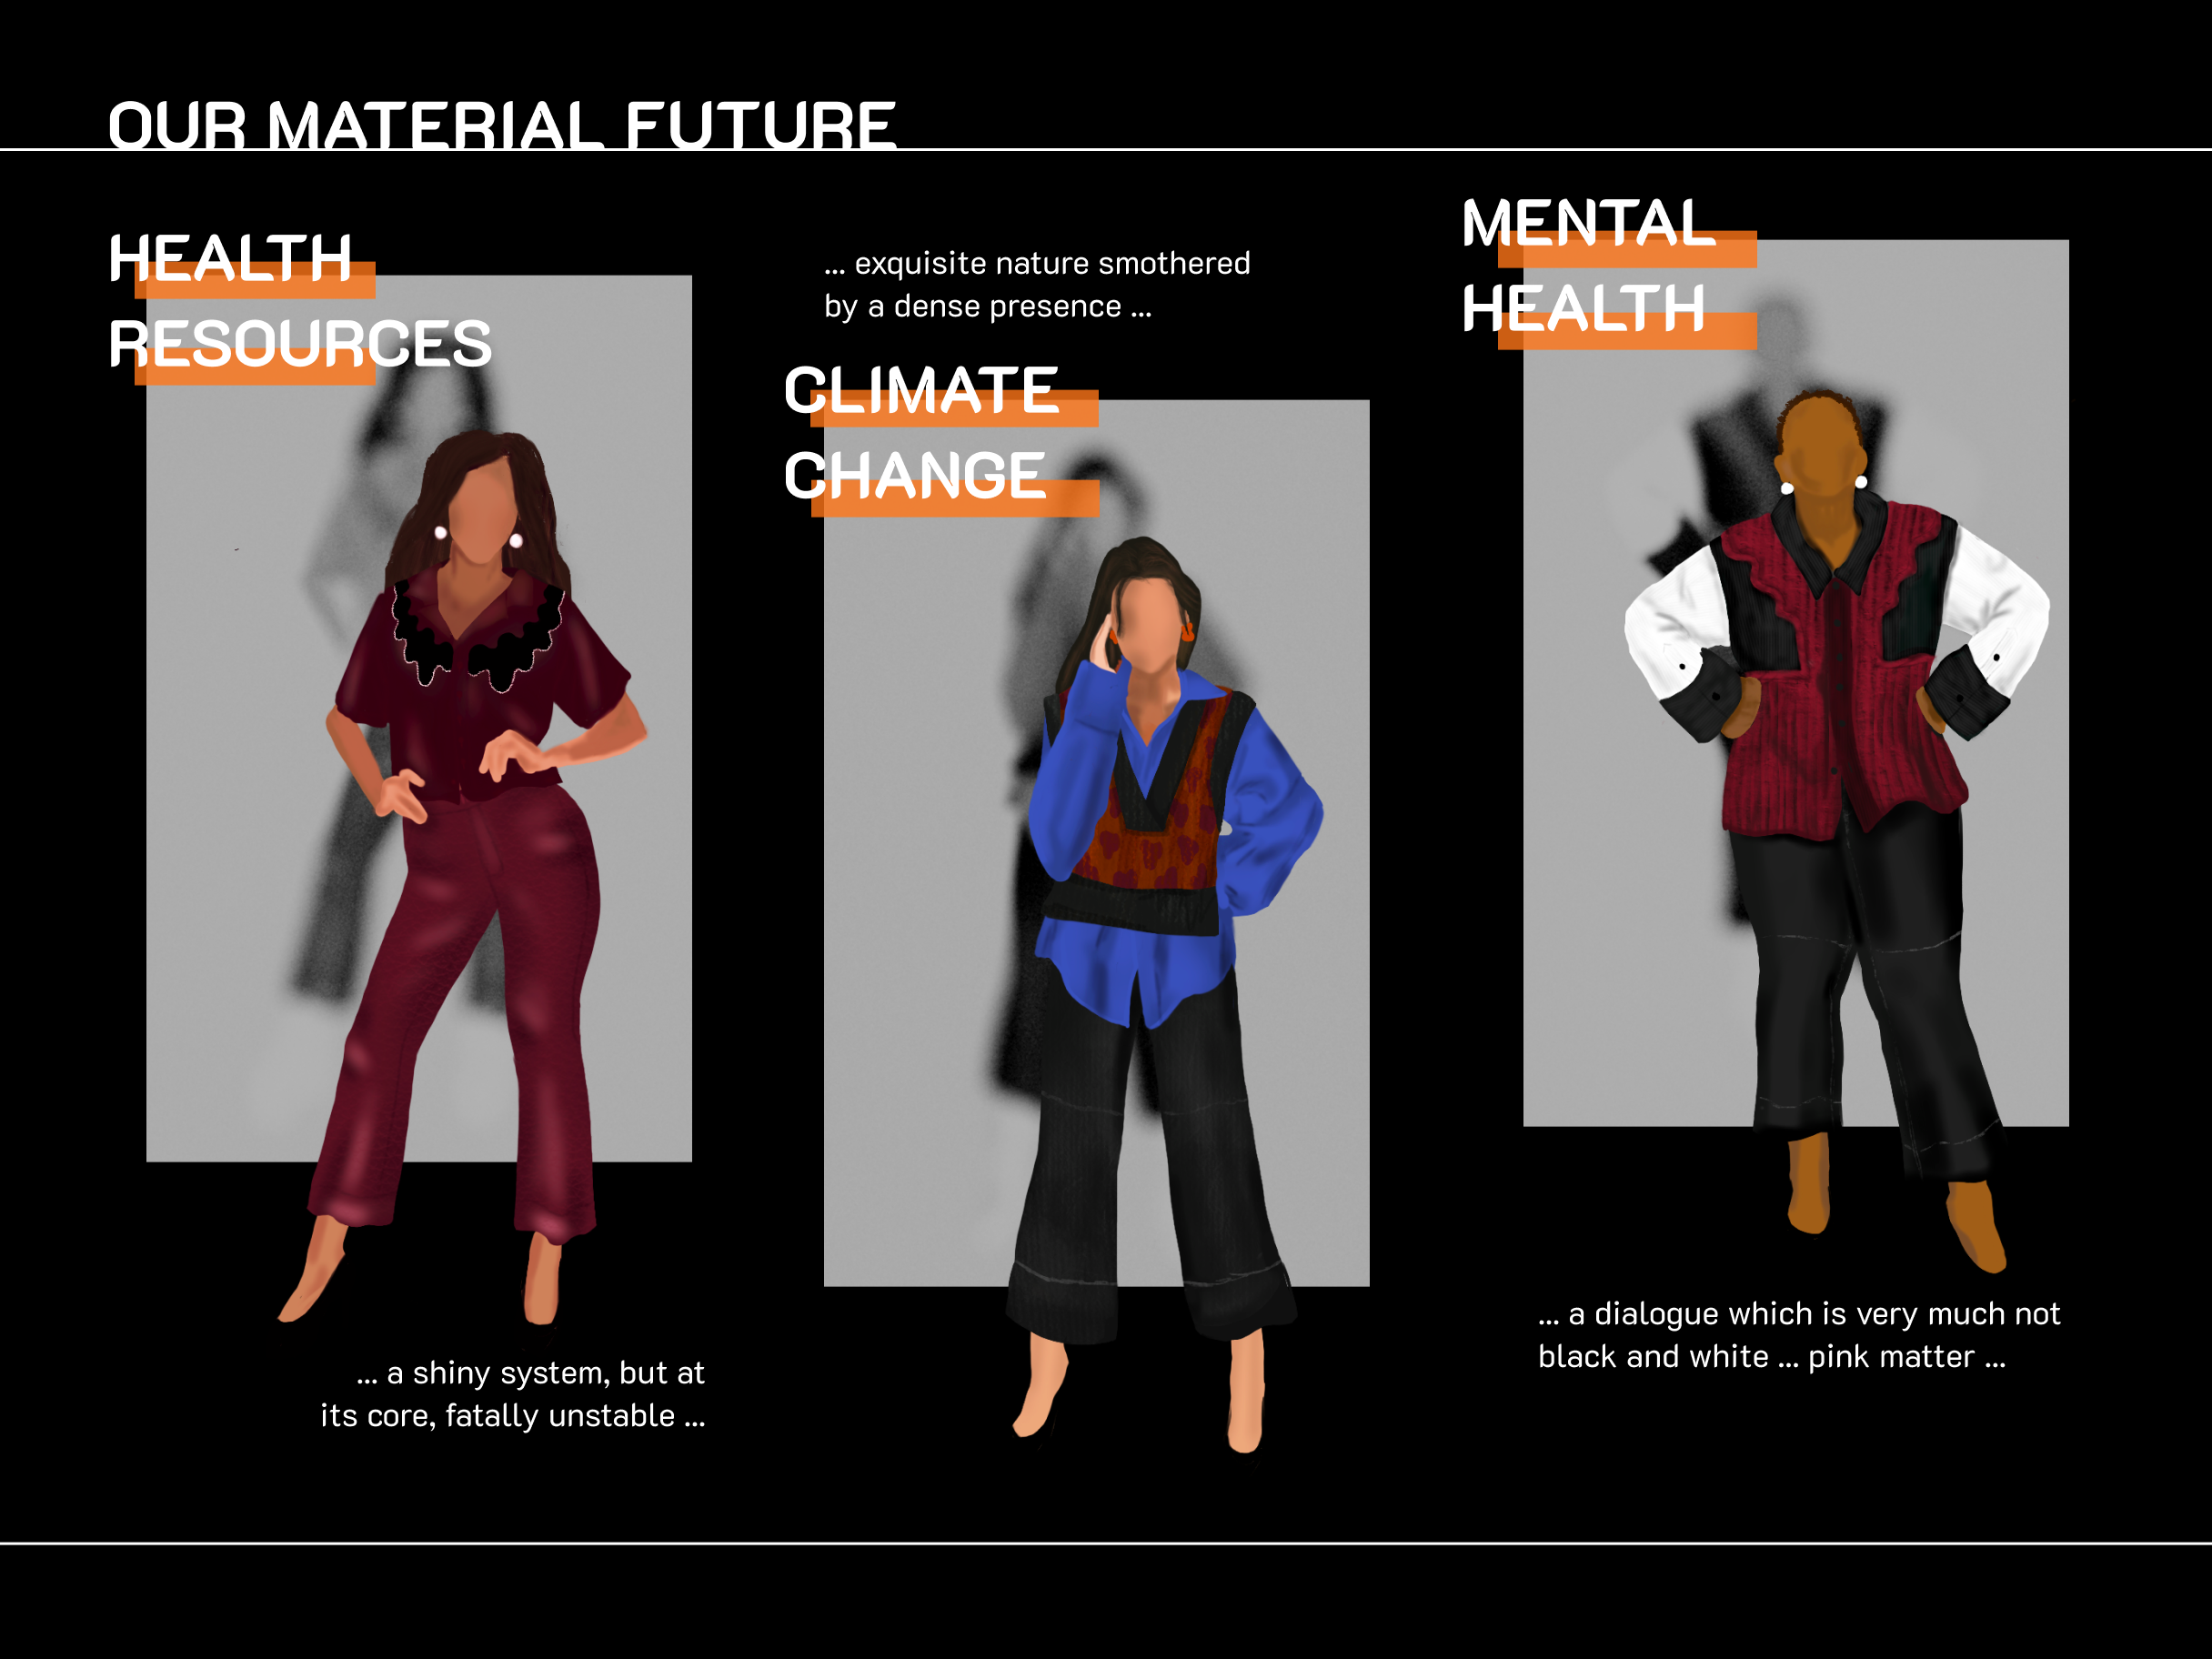 OUR MATERIAL FUTURE
HEALTH
RESOURCES
... a shiny system, but at
its core, fatally unstable ...
... exquisite nature smothered
by a dense presence ...
CLIMATE
CHANGE
MENTAL
HEALTH
... a dialogue which is very much not
black and white ... pink matter ...